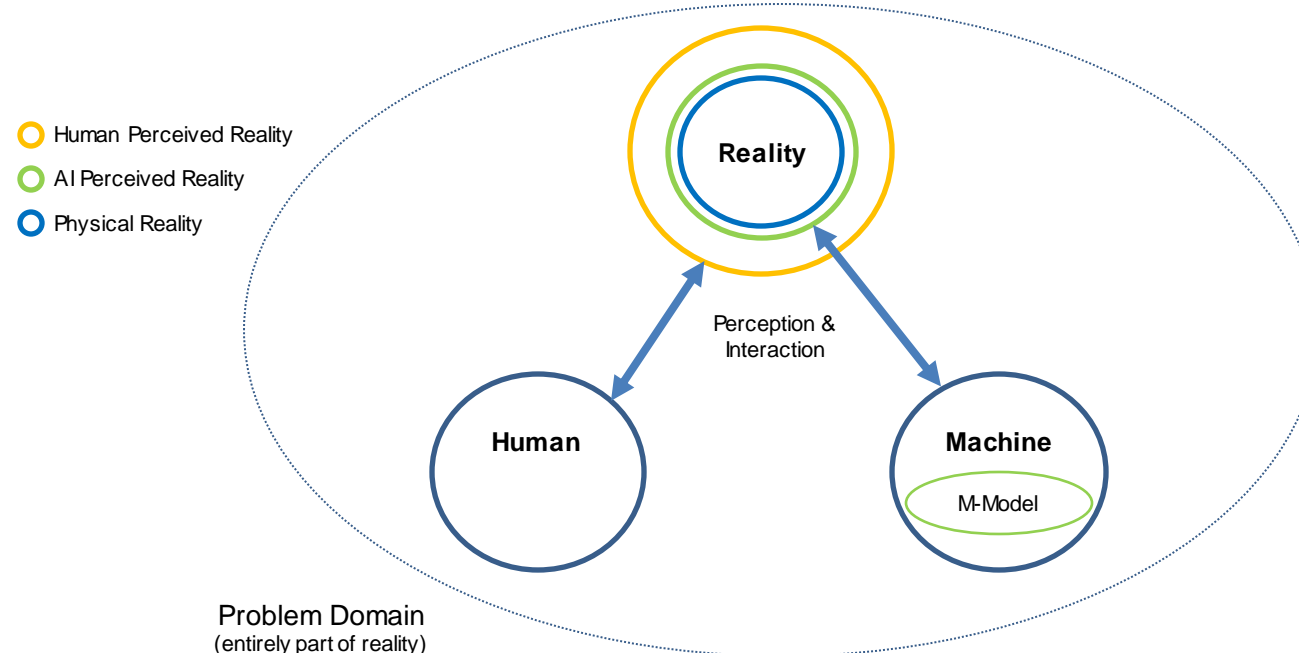 Reality
Human Perceived Reality
AI Perceived Reality
Physical Reality
Perception &
Interaction
Human
Machine
M-Model
Problem Domain
(entirely part of reality)